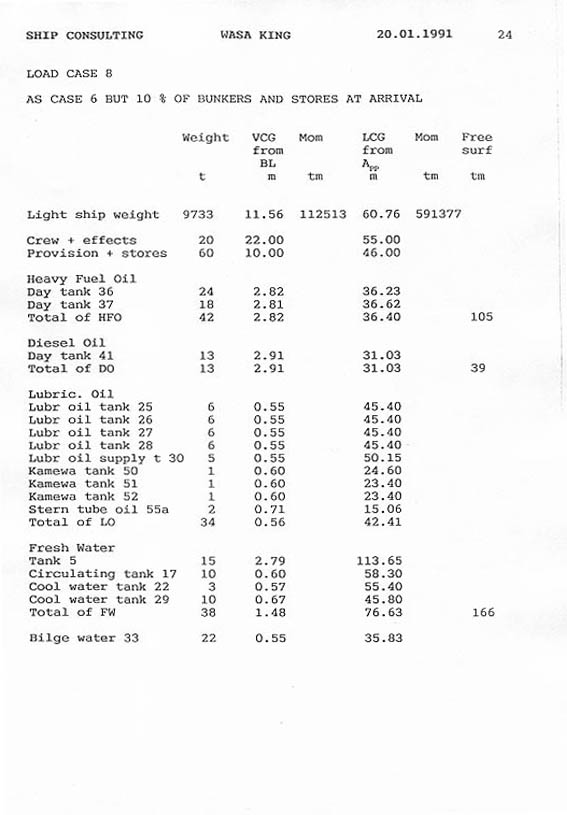 SHIP CONSULTING WASA KING 20.01.1991 24
LOAD CASE 8
AS CASE 6 BUT 10 % OF BUNKERS AND STORES AT ARRIVAL
Weight VCG Mom LCG Mom Free
from from surf
BL App
t m tm m tm tm
Light ship weight 9733 11.56 112513 60.76 591377
Crew + effects 20 22.00 55.00
Provision + stores 60 10.00 46.00
Heavy Fuel Oil
Day tank 36 24 2.82 36.23
Day tank 37 18 2.81 36.62
Total of HFO 42 2.82 36.40 105
Diesel Oil
Day tank 41 13 2.91 31.03
Total of DO 13 2.91 31.03 39
Lubric. Oil
Lubr oil tank 25 6 0.55 45.40
Lubr oil tank 26 6 0.55 45.40
Lubr oil tank 27 6 0.55 45.40
Lubr oil tank 28 6 0.55 45.40
Lubr oil supply t 30 5 0.55 50.15
Kamewa tank 50 1 0.60 24.60
Kamewa tank 51 1 0.60 23.40
Kamewa tank 52 1 0.60 23.40
Stern tube oil 55a 2 0.71 15.06
Total of LO 34 0.56 42.41
Fresh Water
Tank 5 15 2.79 113.65
Circulating tank 17 10 0.60 58.30
Cool water tank 22 3 0.57 55.40
Cool water tank 29 10 0.67 45.80
Total of FW 38 1.48 76.63 166
Bilge water 33 22 0.55 35.83